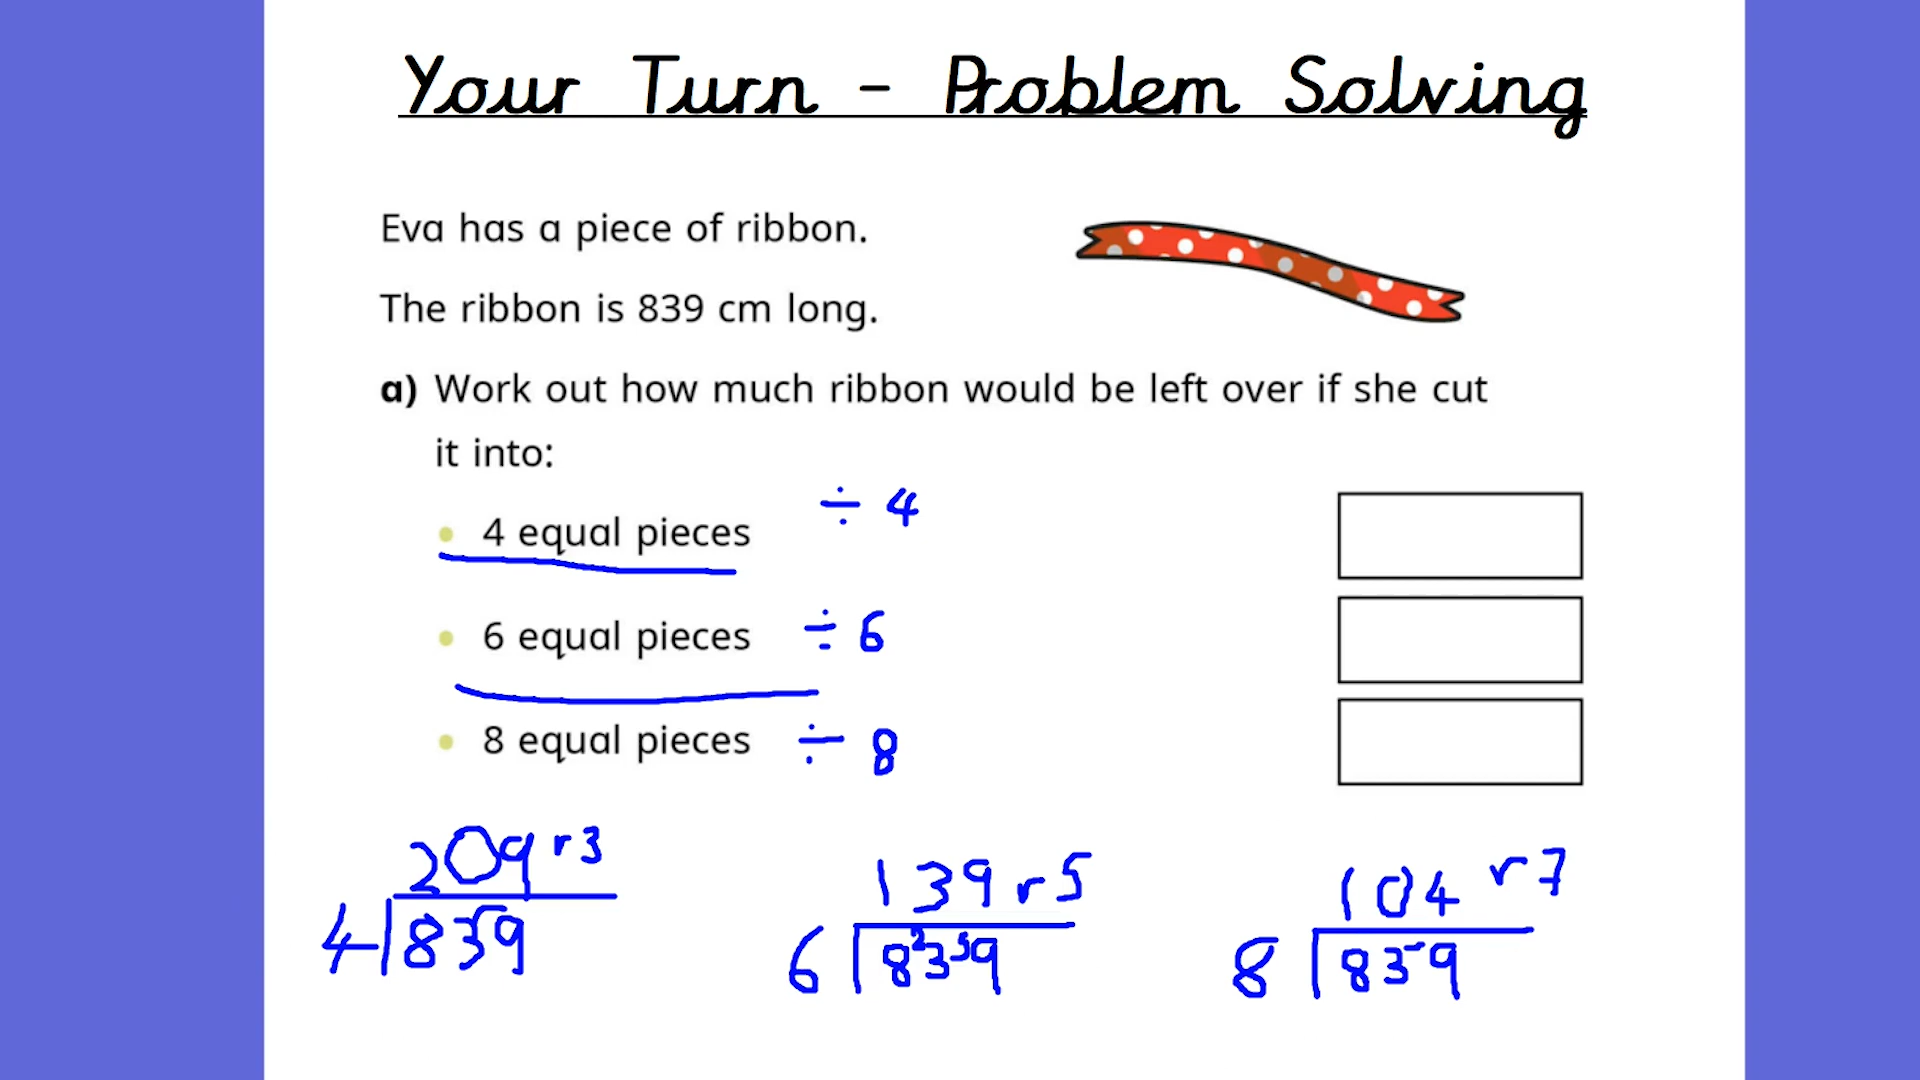 Your Turn - Problem Solving
Eva has a piece of ribbon.
The ribbon is 839 cm long.
a) Work out how much ribbon would be left over if she cut
it into:
• 4 equal pieces ÷ 4
• 6 equal pieces ÷ 6
• 8 equal pieces ÷ 8
209 r3
4 839
139 r 5
6 8²3⁵9
104 r7
8 839